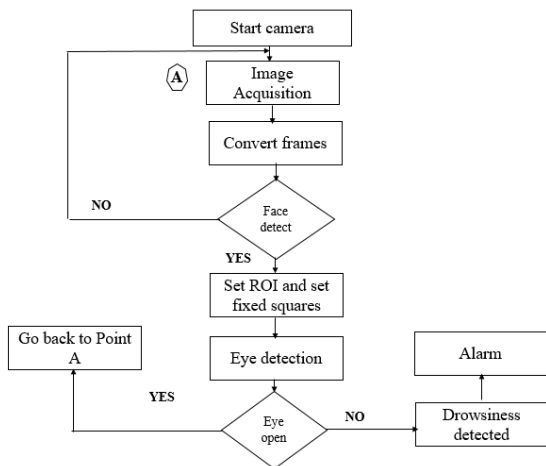 Start camera
A
Image
Acquisition
Convert frames
NO
Face
detect
YES
Set ROI and set
fixed squares
Go back to Point
A
Eye detection
Alarm
YES
Eye
open
NO
Drowsiness
detected